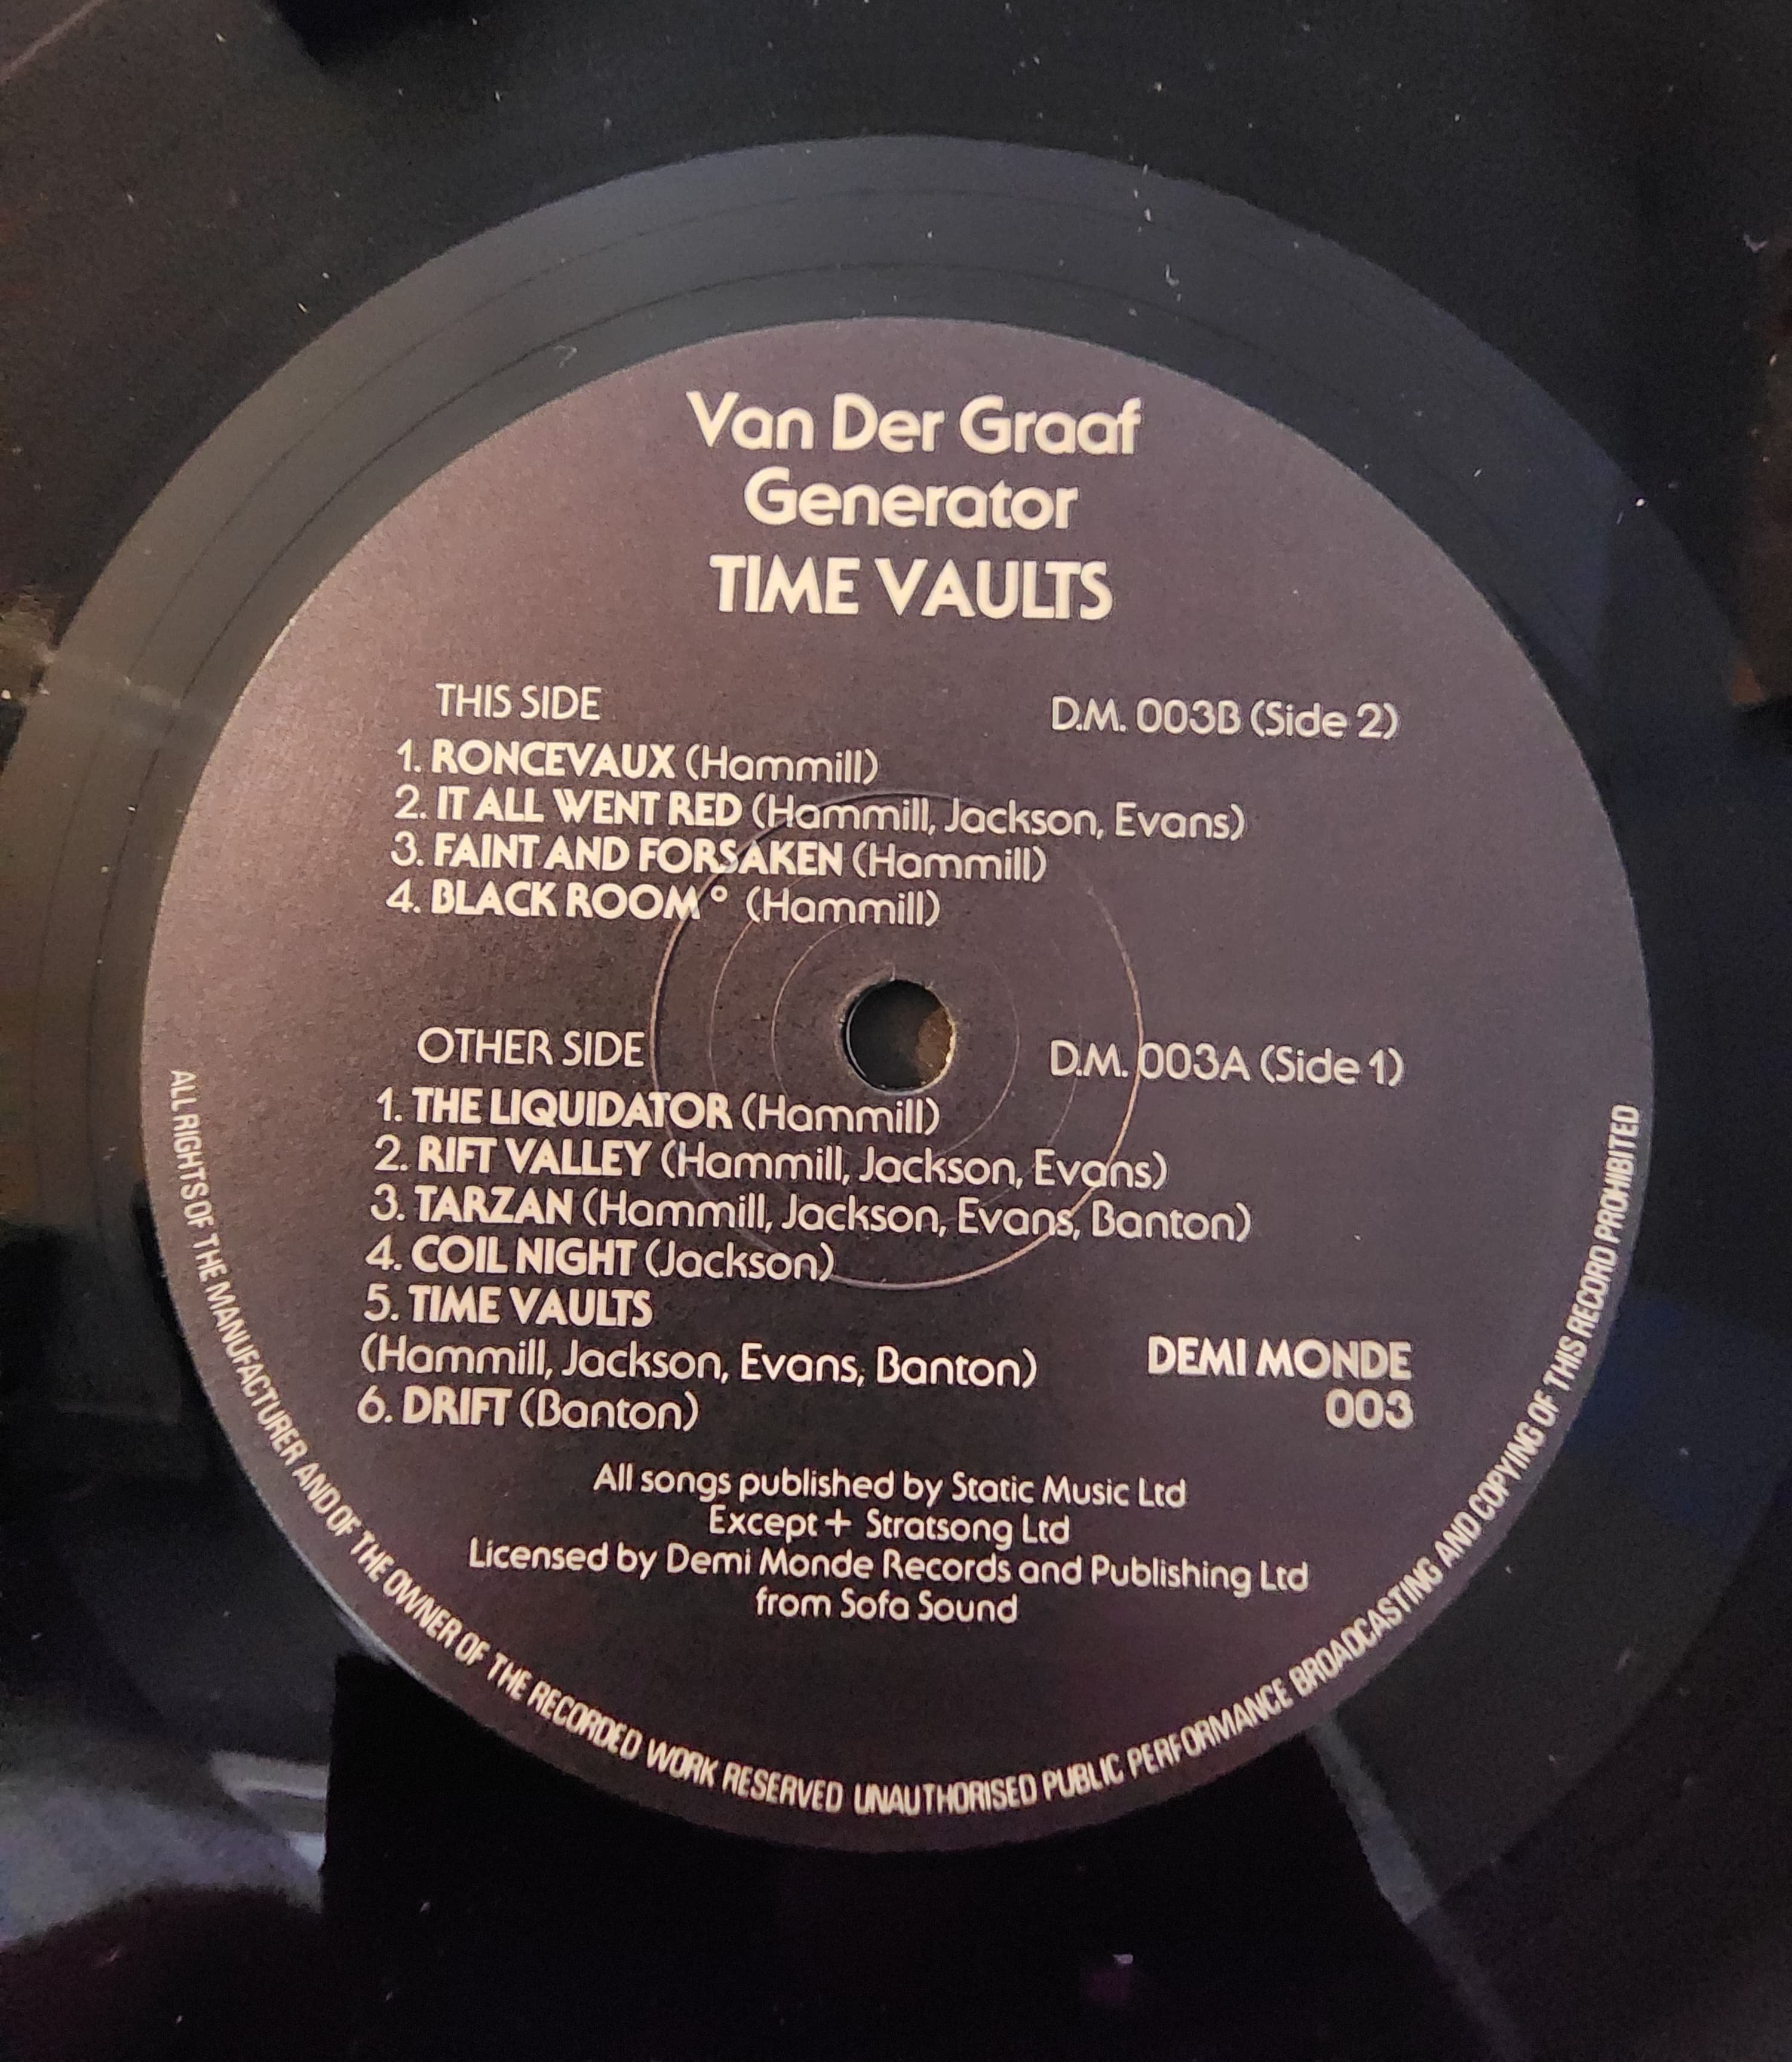 Van Der Graaf
Generator
TIME VAULTS
THIS SIDE D.M. 003B (Side 2)
1. RONCEVAUX (Hammill)
2. IT ALL WENT RED (Hammill, Jackson, Evans)
3. FAINT AND FORSAKEN (Hammill)
4. BLACK ROOM° (Hammill)
OTHER SIDE D.M. 003A (Side 1)
1. THE LIQUIDATOR (Hammill)
2. RIFT VALLEY (Hammill, Jackson, Evans)
3. TARZAN (Hammill, Jackson, Evans, Banton)
4. COIL NIGHT (Jackson)
5. TIME VAULTS
(Hammill, Jackson, Evans, Banton)
6. DRIFT (Banton)
DEMI MONDE
003
All songs published by Static Music Ltd
Except + Stratsong Ltd
Licensed by Demi Monde Records and Publishing Ltd
from Sofa Sound
ALL RIGHTS OF THE MANUFACTURER AND OF THE OWNER OF THE RECORDED WORK RESERVED UNAUTHORISED PUBLIC PERFORMANCE BROADCASTING AND COPYING OF THIS RECORD PROHIBITED